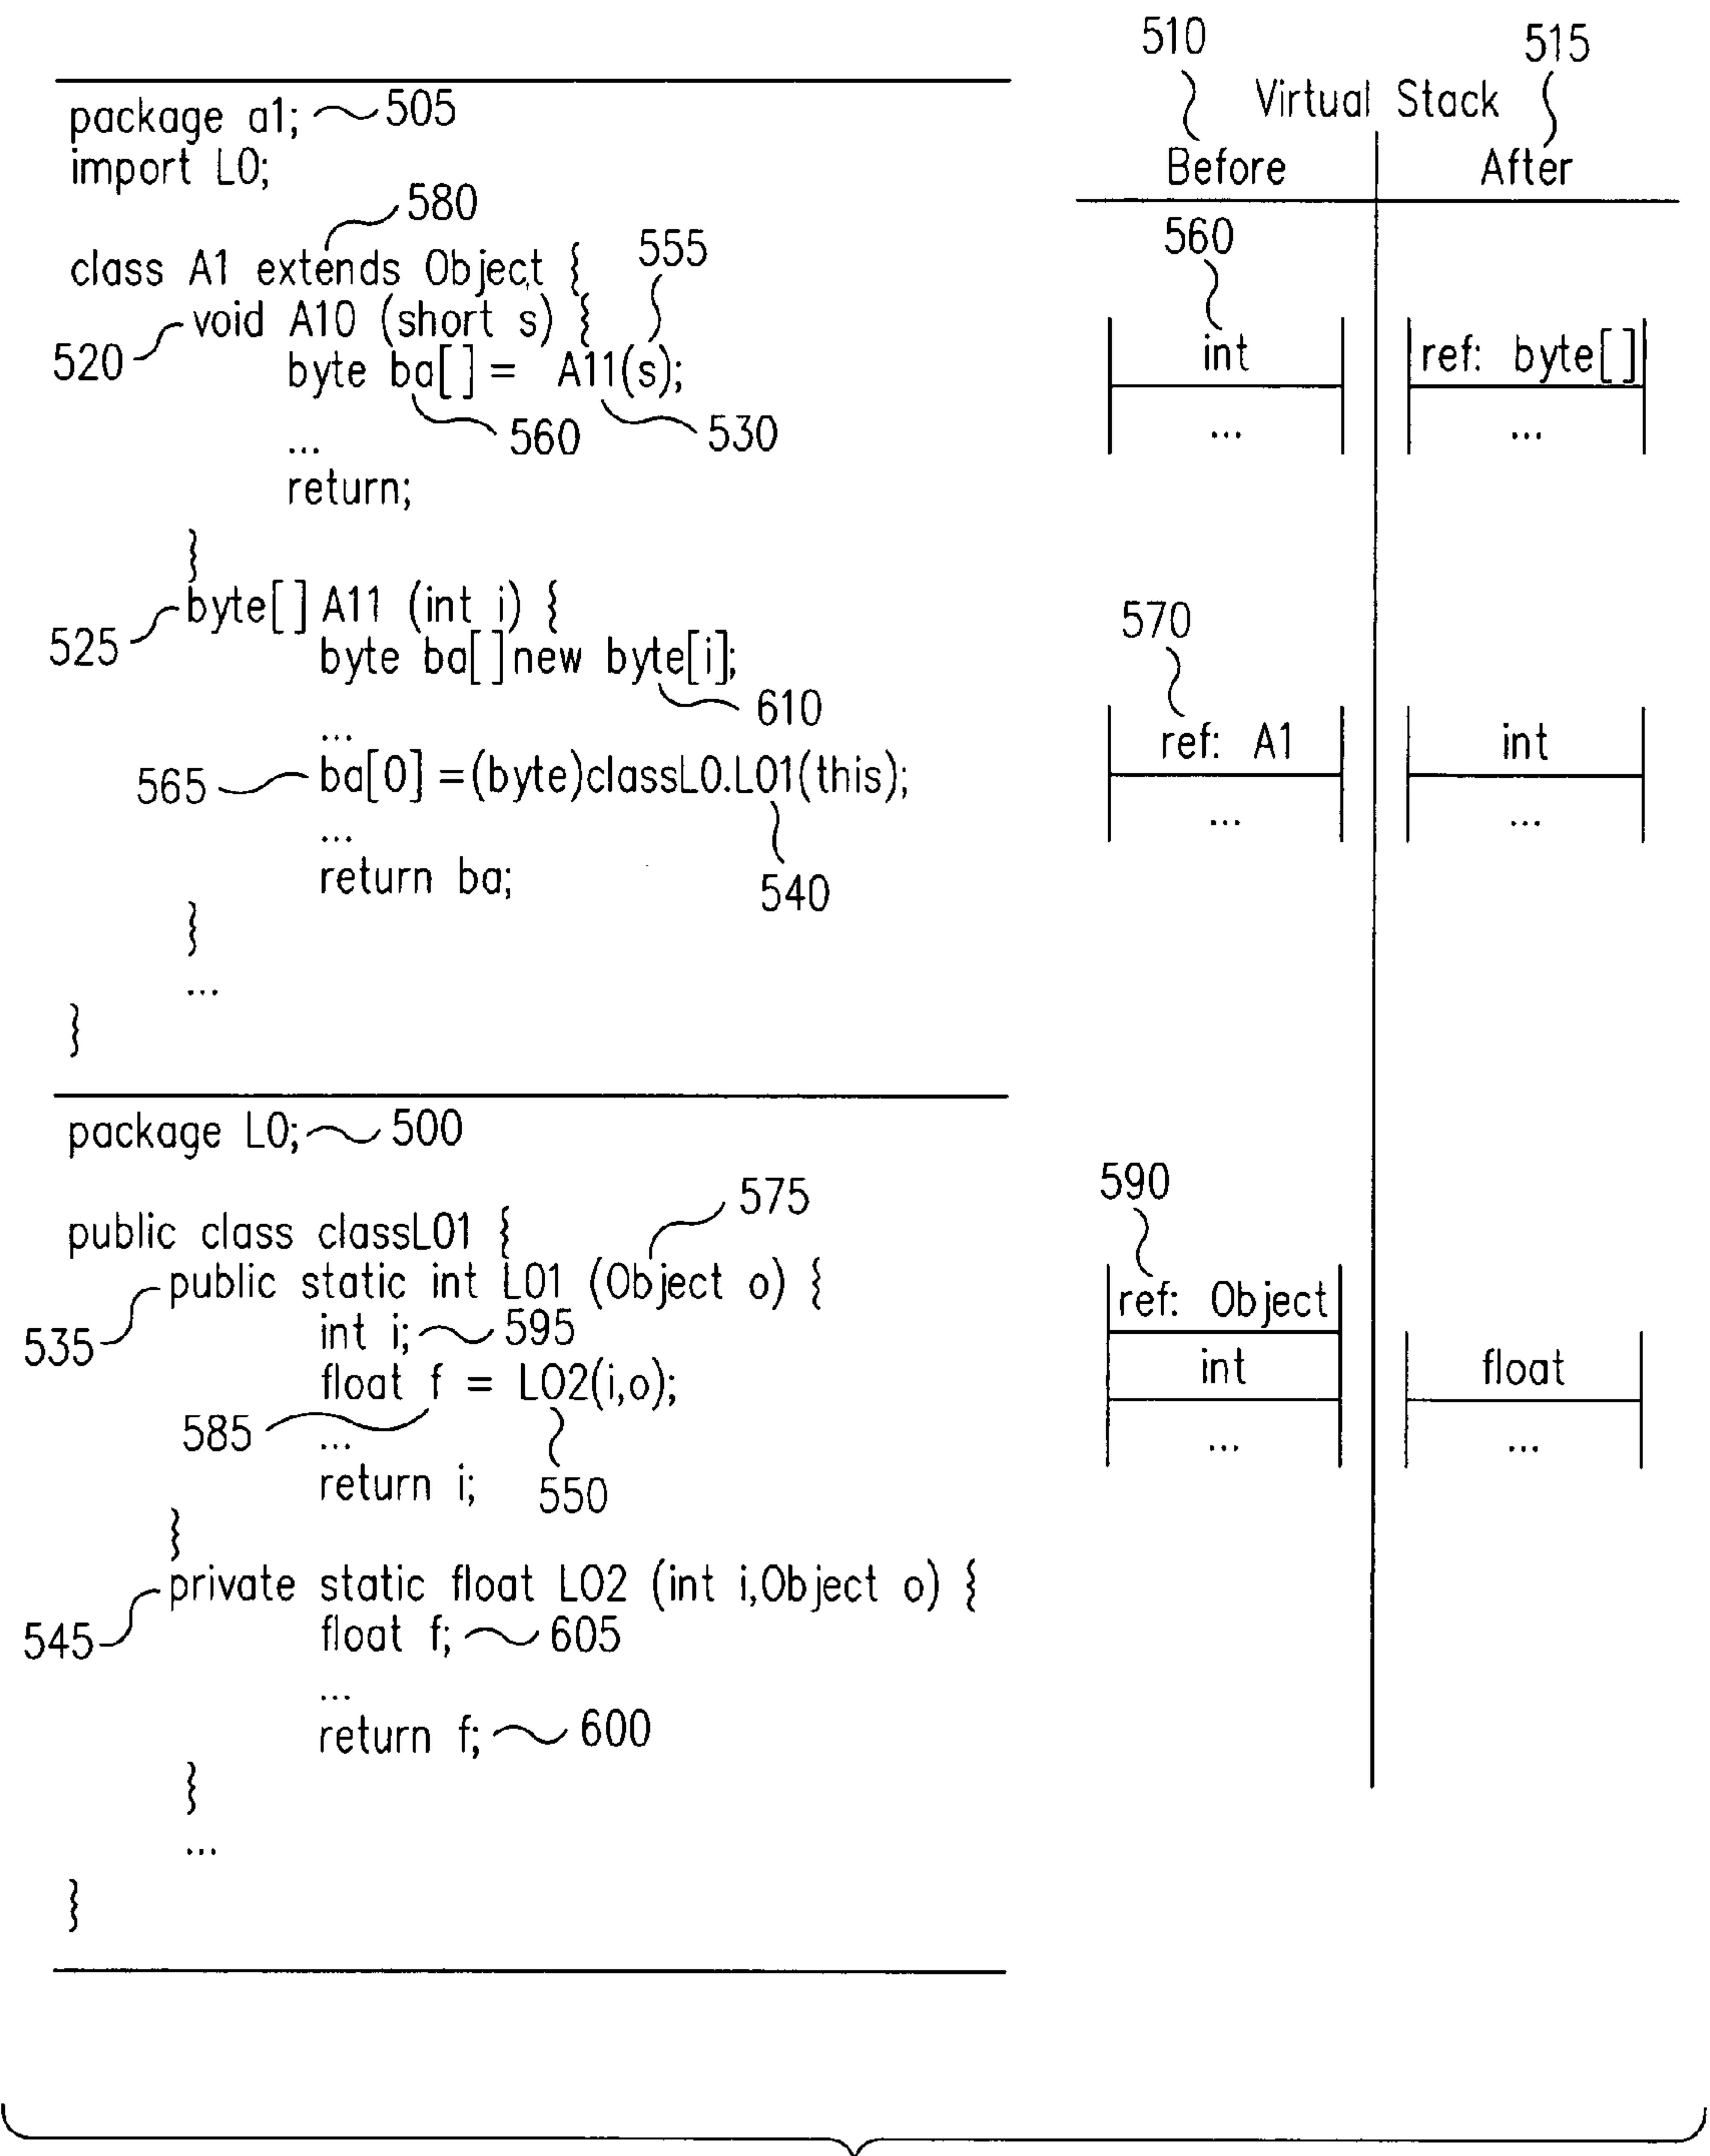 510
515
Virtual Stack
Before
After
package a1; 505
import L0;
580
class A1 extends Object {
555
520 void A10 (short s) {
byte ba[] = A11(s);
560
530
...
return;
}
560
int
...
ref: byte[]
...
525 byte[] A11 (int i) {
byte ba[]new byte[i];
610
...
565 ba[0] =(byte)classL0.L01(this);
...
540
return ba;
}
...
}
570
ref: A1
...
int
...
package L0; 500
575
public class classL01 {
535 public static int L01 (Object o) {
int i; 595
float f = L02(i,o);
585
...
return i; 550
}
590
ref: Object
int
...
float
...
545 private static float L02 (int i,Object o) {
float f; 605
...
return f; 600
}
...
}